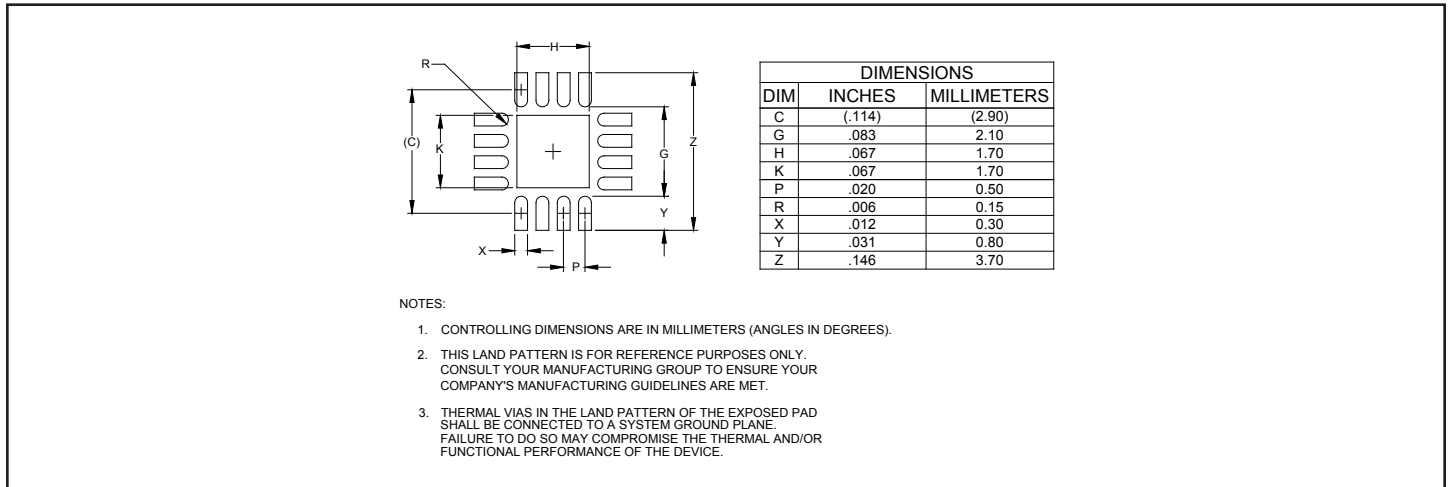 H
R
(C)
K
G
Z
Y
X
P
DIMENSIONS
DIM INCHES MILLIMETERS
C (.114) (2.90)
G .083 2.10
H .067 1.70
K .067 1.70
P .020 0.50
R .006 0.15
X .012 0.30
Y .031 0.80
Z .146 3.70
NOTES:
1. CONTROLLING DIMENSIONS ARE IN MILLIMETERS (ANGLES IN DEGREES).
2. THIS LAND PATTERN IS FOR REFERENCE PURPOSES ONLY.
CONSULT YOUR MANUFACTURING GROUP TO ENSURE YOUR
COMPANY'S MANUFACTURING GUIDELINES ARE MET.
3. THERMAL VIAS IN THE LAND PATTERN OF THE EXPOSED PAD
SHALL BE CONNECTED TO A SYSTEM GROUND PLANE.
FAILURE TO DO SO MAY COMPROMISE THE THERMAL AND/OR
FUNCTIONAL PERFORMANCE OF THE DEVICE.